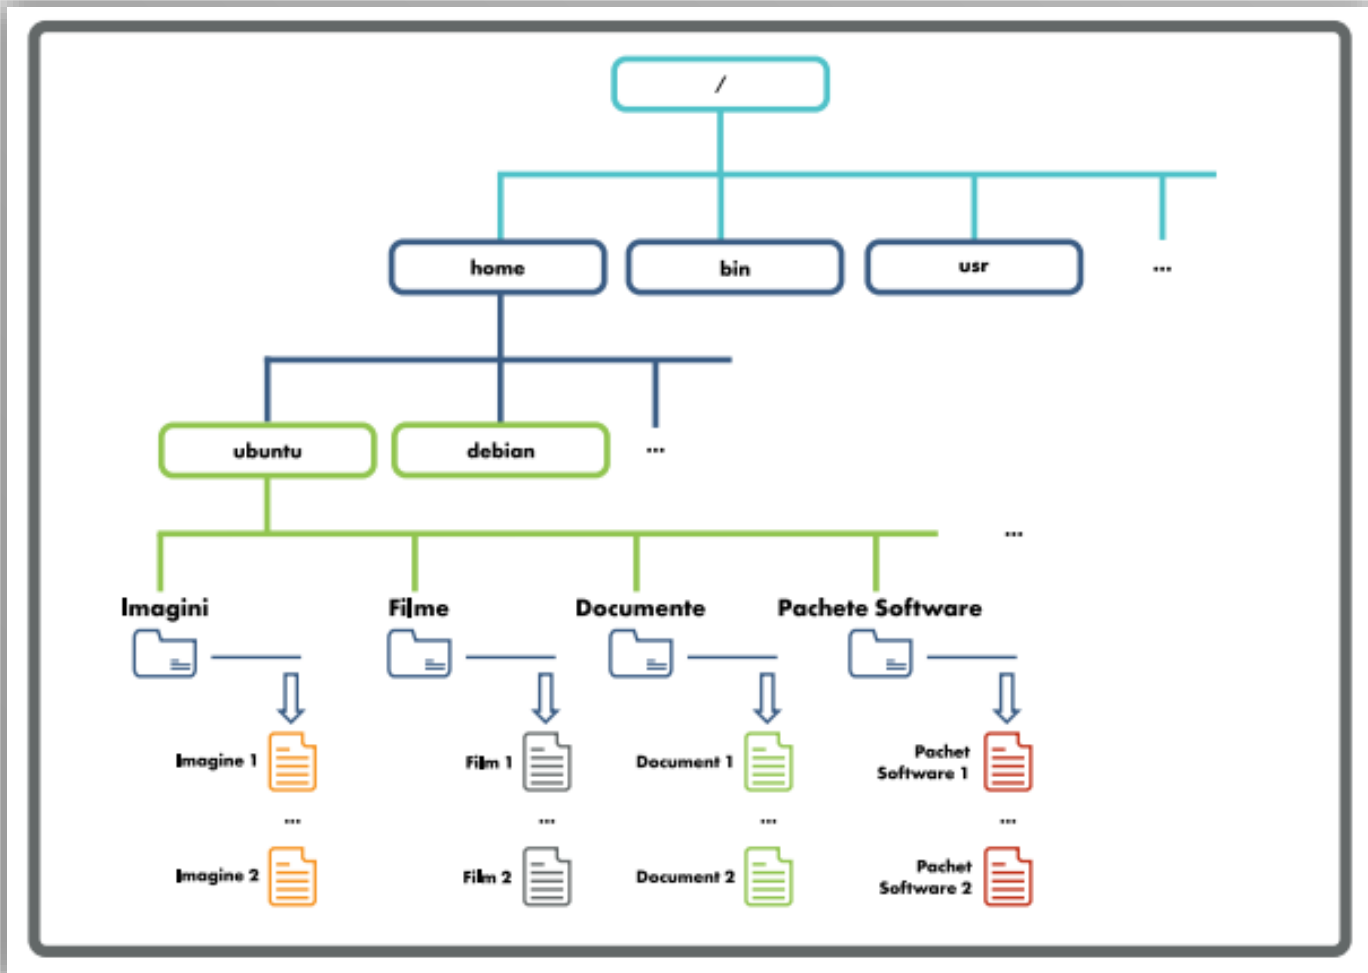 /
home
bin
usr
...
ubuntu
debian
...
...
Imagini
Filme
Documente
Pachete Software
Imagine 1
Film 1
Document 1
Pachet
Software 1
...
...
...
...
Imagine 2
Film 2
Document 2
Pachet
Software 2